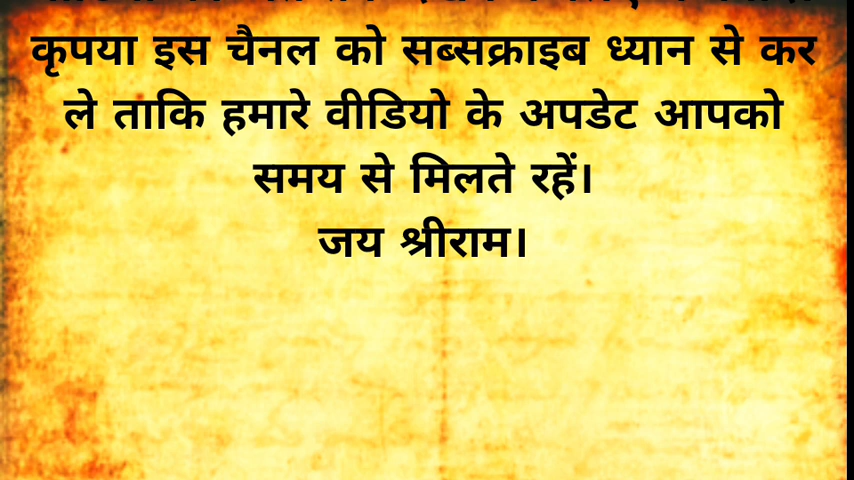 कृपया इस चैनल को सब्सक्राइब ध्यान से कर
ले ताकि हमारे वीडियो के अपडेट आपको
समय से मिलते रहें।
जय श्रीराम।